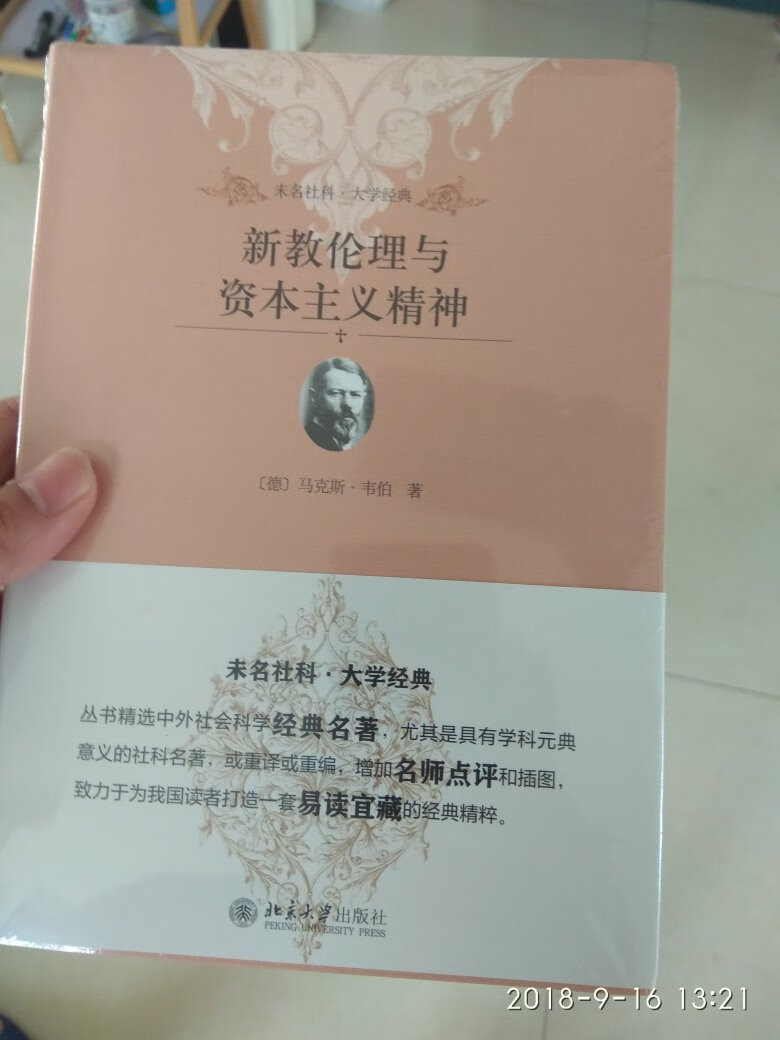 未名社科·大学经典
新教伦理与
资本主义精神
〔德〕马克斯·韦伯 著
未名社科·大学经典
丛书精选中外社会科学经典名著，尤其是具有学科元典
意义的社科名著，或重译或重编，增加名师点评和插图，
致力于为我国读者打造一套易读宜藏的经典精粹。
北京大学出版社
PEKING UNIVERSITY PRESS
2018-9-16 13:21